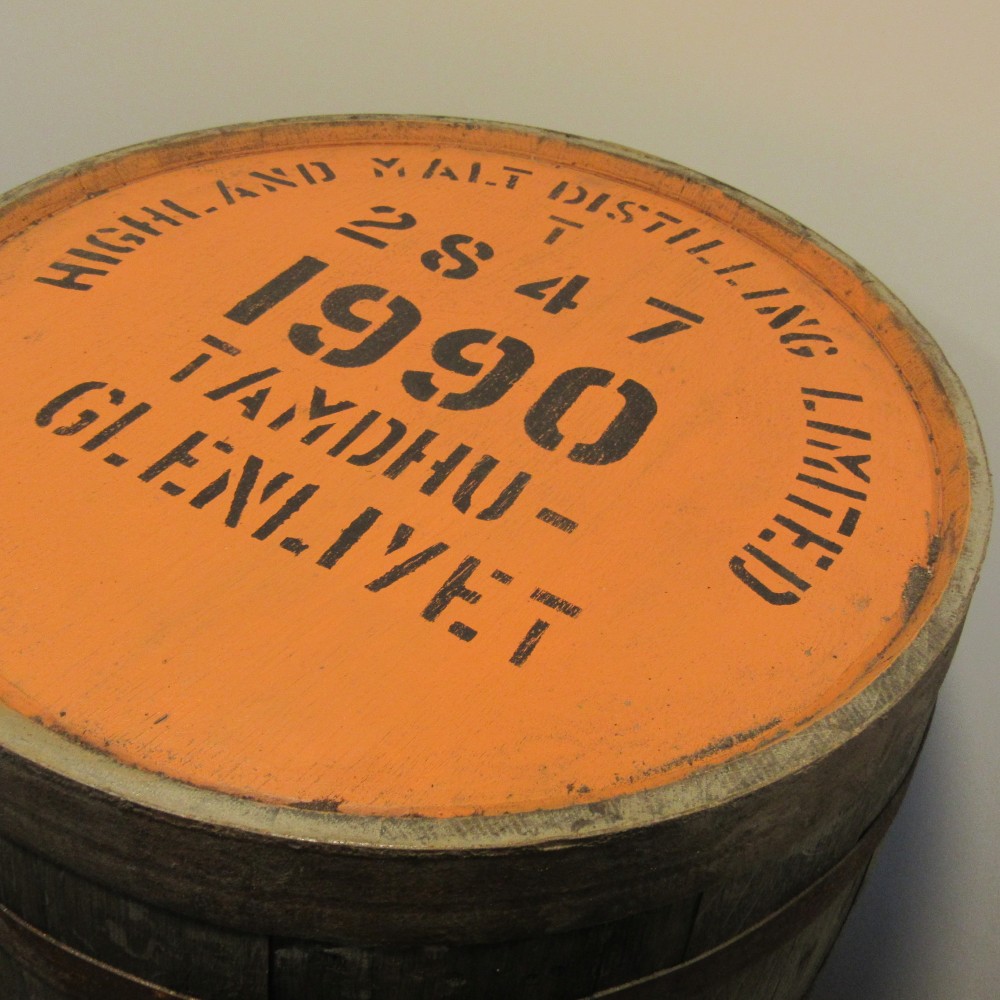 HIGHLAND MALT DISTILLING LIMITED
T
2847
1990
TAMDHU-
GLENLIVET